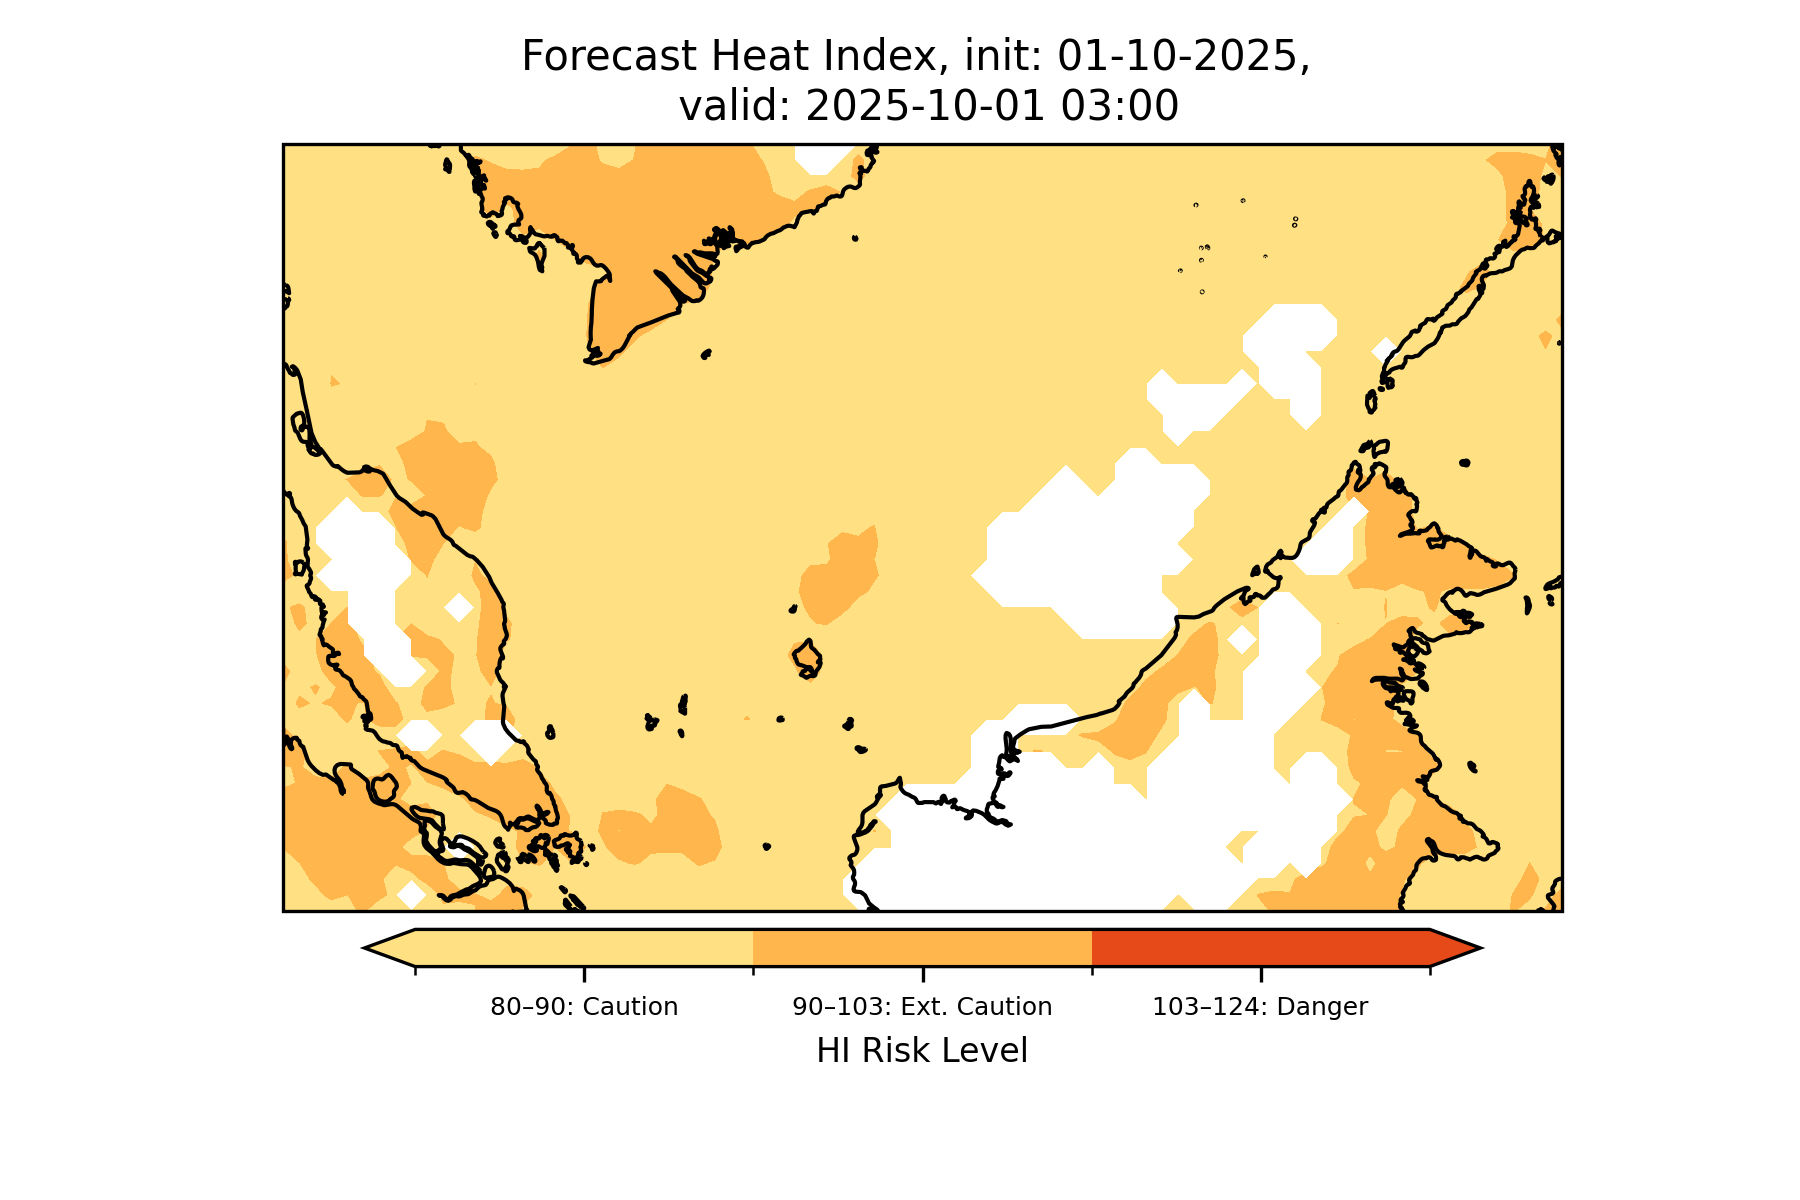 Forecast Heat Index, init: 01-10-2025,
valid: 2025-10-01 03:00
80–90: Caution
90–103: Ext. Caution
103–124: Danger
HI Risk Level